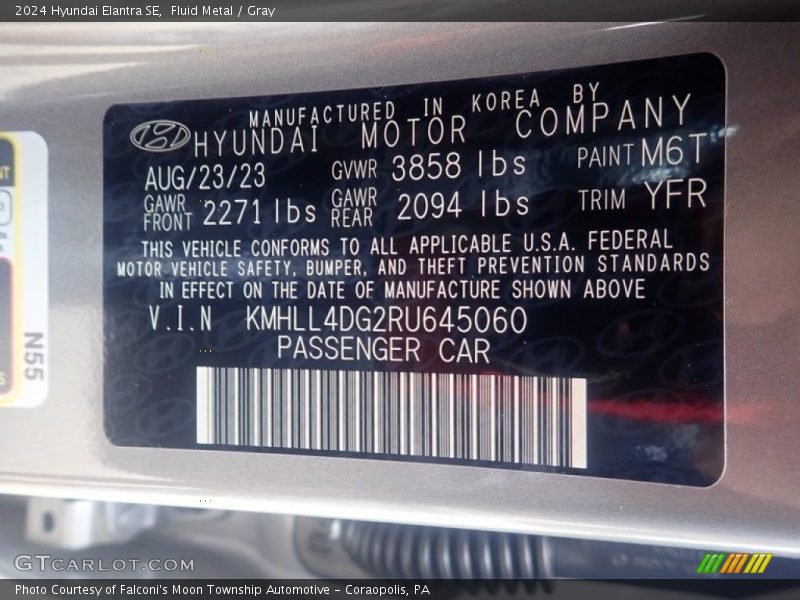 2024 Hyundai Elantra SE,  Fluid Metal / Gray
MANUFACTURED IN KOREA BY
HYUNDAI MOTOR COMPANY
AUG/23/23 GVWR 3858 lbs PAINT M6T
GAWR FRONT 2271 lbs GAWR REAR 2094 lbs TRIM YFR
THIS VEHICLE CONFORMS TO ALL APPLICABLE U.S.A. FEDERAL
MOTOR VEHICLE SAFETY, BUMPER, AND THEFT PREVENTION STANDARDS
IN EFFECT ON THE DATE OF MANUFACTURE SHOWN ABOVE
V.I.N KMHLL4DG2RU645060
PASSENGER CAR
N55
GTCARLOT.COM
Photo Courtesy of Falconi's Moon Township Automotive - Coraopolis, PA